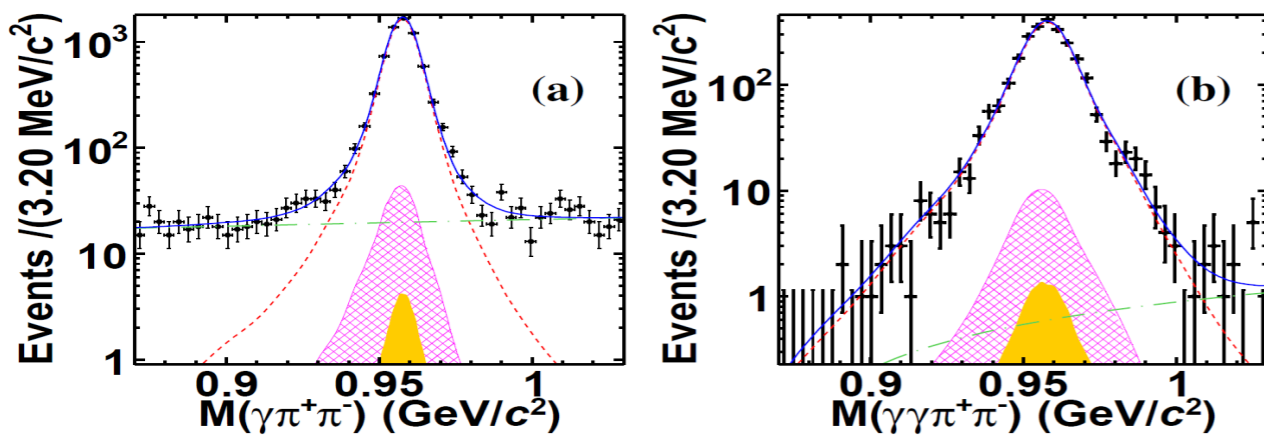 Events /(3.20 MeV/c²)
10³
10²
10
1
(a)
0.9 0.95 1
M(γπ⁺π⁻) (GeV/c²)
Events /(3.20 MeV/c²)
10²
10
1
(b)
0.9 0.95 1
M(γγπ⁺π⁻) (GeV/c²)